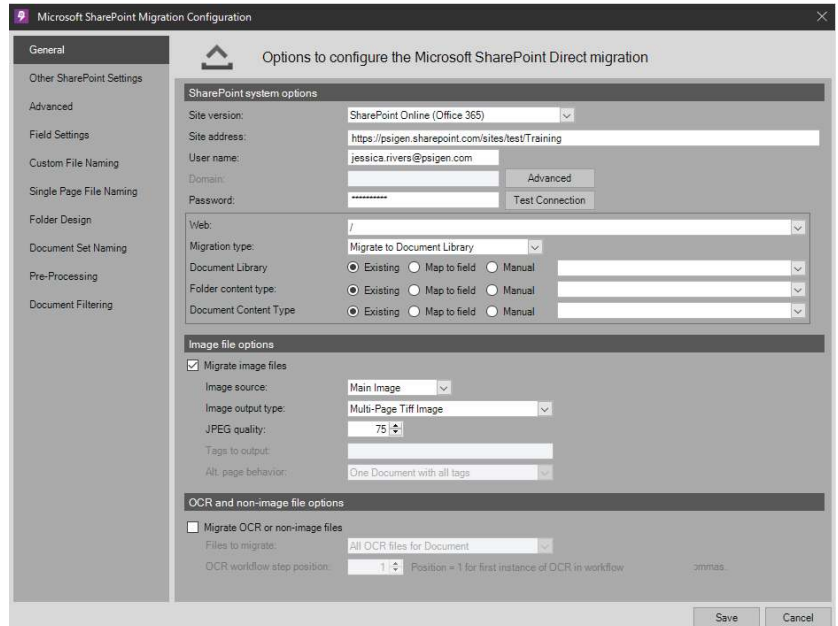 Microsoft SharePoint Migration Configuration
General
Other SharePoint Settings
Advanced
Field Settings
Custom File Naming
Single Page File Naming
Folder Design
Document Set Naming
Pre-Processing
Document Filtering
Options to configure the Microsoft SharePoint Direct migration
SharePoint system options
Site version: SharePoint Online (Office 365)
Site address: https://psigen.sharepoint.com/sites/test/Training
User name: jessica.rivers@psigen.com
Domain: Advanced
Password: ********** Test Connection
Web: /
Migration type: Migrate to Document Library
Document Library Existing Map to field Manual
Folder content type: Existing Map to field Manual
Document Content Type Existing Map to field Manual
Image file options
Migrate image files
Image source: Main Image
Image output type: Multi-Page Tiff Image
JPEG quality: 75
Tags to output:
Alt. page behavior: One Document with all tags
OCR and non-image file options
Migrate OCR or non-image files
Files to migrate: All OCR files for Document
OCR workflow step position: 1 Position = 1 for first instance of OCR in workflow ommas.
Save Cancel